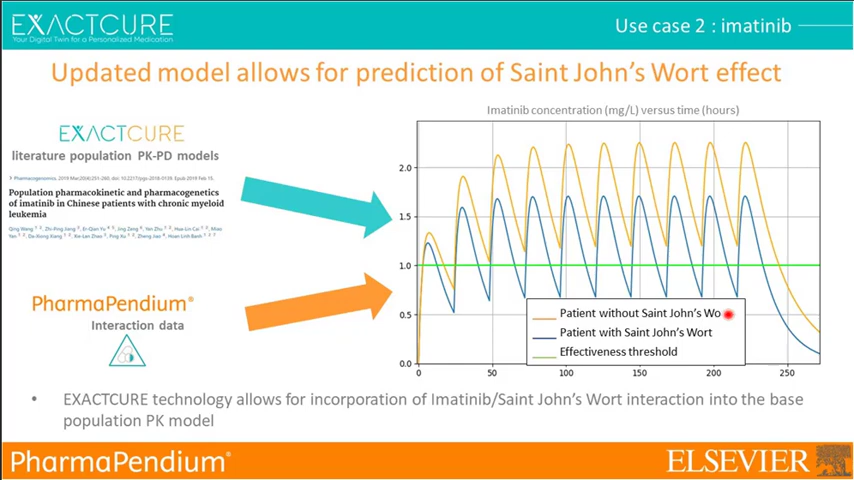 EXACTCURE
Your Digital Twin for a Personalized Medication
Use case 2 : imatinib
Updated model allows for prediction of Saint John's Wort effect
EXACTCURE
literature population PK-PD models
Population pharmacokinetic and pharmacogenetics
of imatinib in Chinese patients with chronic myeloid
leukemia
PharmaPendium®
Interaction data
Imatinib concentration (mg/L) versus time (hours)
2.0
1.5
1.0
0.5
0.0
0
50
100
150
200
250
Patient without Saint John's Wo
Patient with Saint John's Wort
Effectiveness threshold
• EXACTCURE technology allows for incorporation of Imatinib/Saint John's Wort interaction into the base
population PK model
PharmaPendium®
ELSEVIER